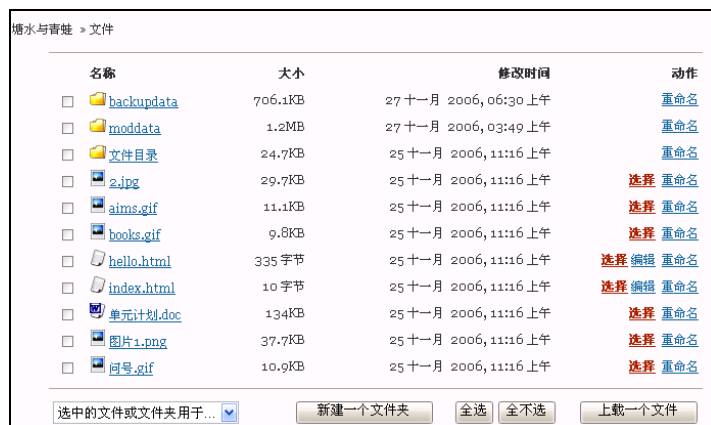 塘水与青蛙 » 文件
名称 大小 修改时间 动作
backupdata 706.1KB 27 十一月 2006, 06:30 上午 重命名
moddata 1.2MB 27 十一月 2006, 03:49 上午 重命名
文件目录 24.7KB 25 十一月 2006, 11:16 上午 重命名
2.jpg 29.7KB 25 十一月 2006, 11:16 上午 选择 重命名
aims.gif 11.1KB 25 十一月 2006, 11:16 上午 选择 重命名
books.gif 9.8KB 25 十一月 2006, 11:16 上午 选择 重命名
hello.html 335 字节 25 十一月 2006, 11:16 上午 选择 编辑 重命名
index.html 10 字节 25 十一月 2006, 11:16 上午 选择 编辑 重命名
单元计划.doc 134KB 25 十一月 2006, 11:16 上午 选择 重命名
图片1.png 37.7KB 25 十一月 2006, 11:16 上午 选择 重命名
问号.gif 10.9KB 25 十一月 2006, 11:16 上午 选择 重命名
选中的文件或文件夹用于... 新建一个文件夹 全选 全不选 上载一个文件